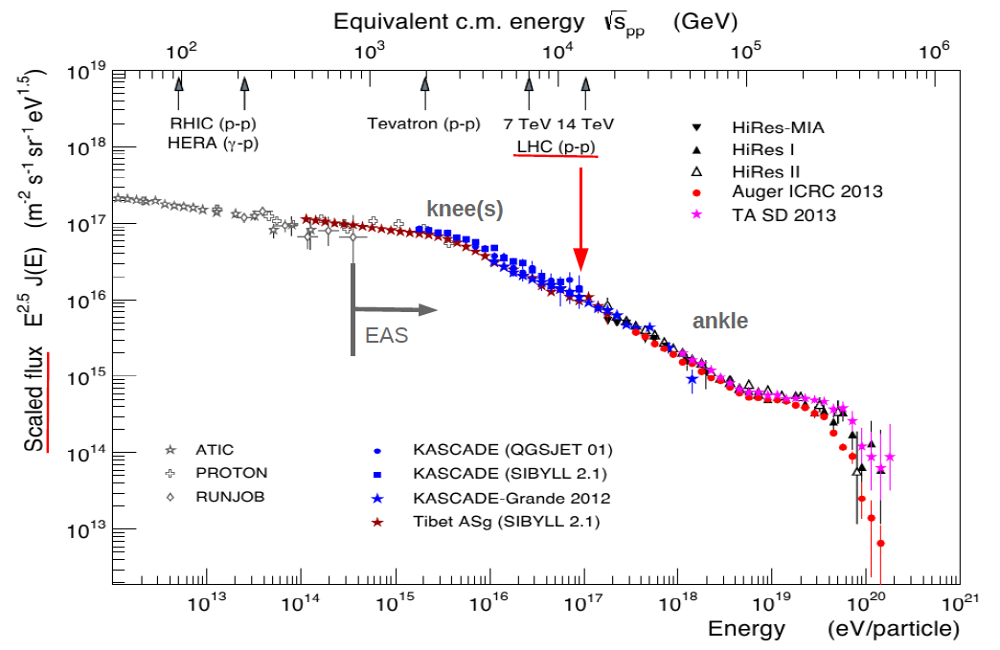 Equivalent c.m. energy √s_pp (GeV)
10^2 10^3 10^4 10^5 10^6
Scaled flux E^2.5 J(E) (m^-2 s^-1 sr^-1 eV^1.5)
10^19
10^18
10^17
10^16
10^15
10^14
10^13
RHIC (p-p)
HERA (γ-p)
Tevatron (p-p)
7 TeV 14 TeV
LHC (p-p)
HiRes-MIA
HiRes I
HiRes II
Auger ICRC 2013
TA SD 2013
knee(s)
EAS
ankle
ATIC
PROTON
RUNJOB
KASCADE (QGSJET 01)
KASCADE (SIBYLL 2.1)
KASCADE-Grande 2012
Tibet ASg (SIBYLL 2.1)
10^13 10^14 10^15 10^16 10^17 10^18 10^19 10^20 10^21
Energy (eV/particle)